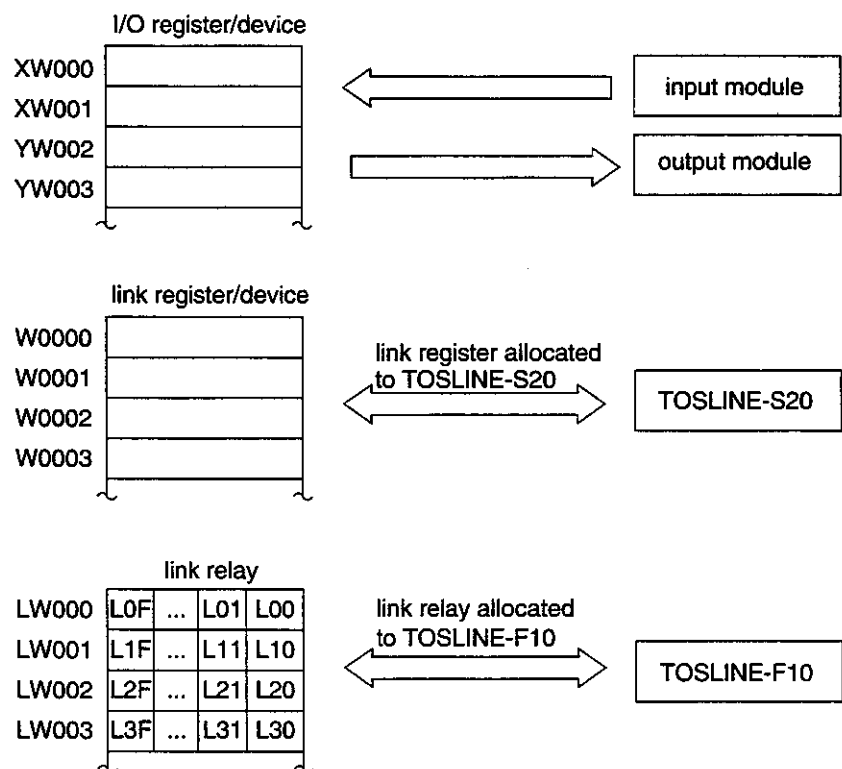 I/O register/device
XW000
input module
XW001
YW002
output module
YW003
link register/device
W0000
link register allocated
W0001
to TOSLINE-S20
TOSLINE-S20
W0002
W0003
link relay
LW000 L0F ... L01 L00
link relay allocated
LW001 L1F ... L11 L10
to TOSLINE-F10
LW002 L2F ... L21 L20
TOSLINE-F10
LW003 L3F ... L31 L30